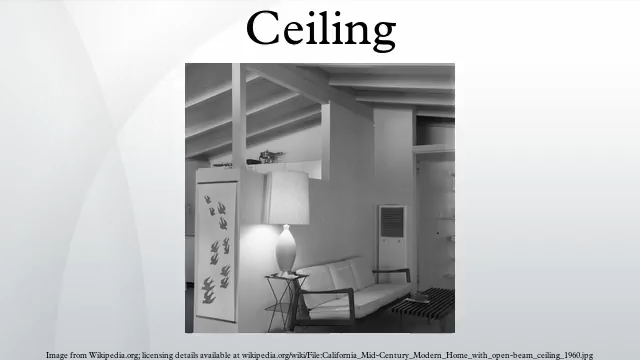 Ceiling
Image from Wikipedia.org; licensing details available at wikipedia.org/wiki/File:California_Mid-Century_Modern_Home_with_open-beam_ceiling_1960.jpg